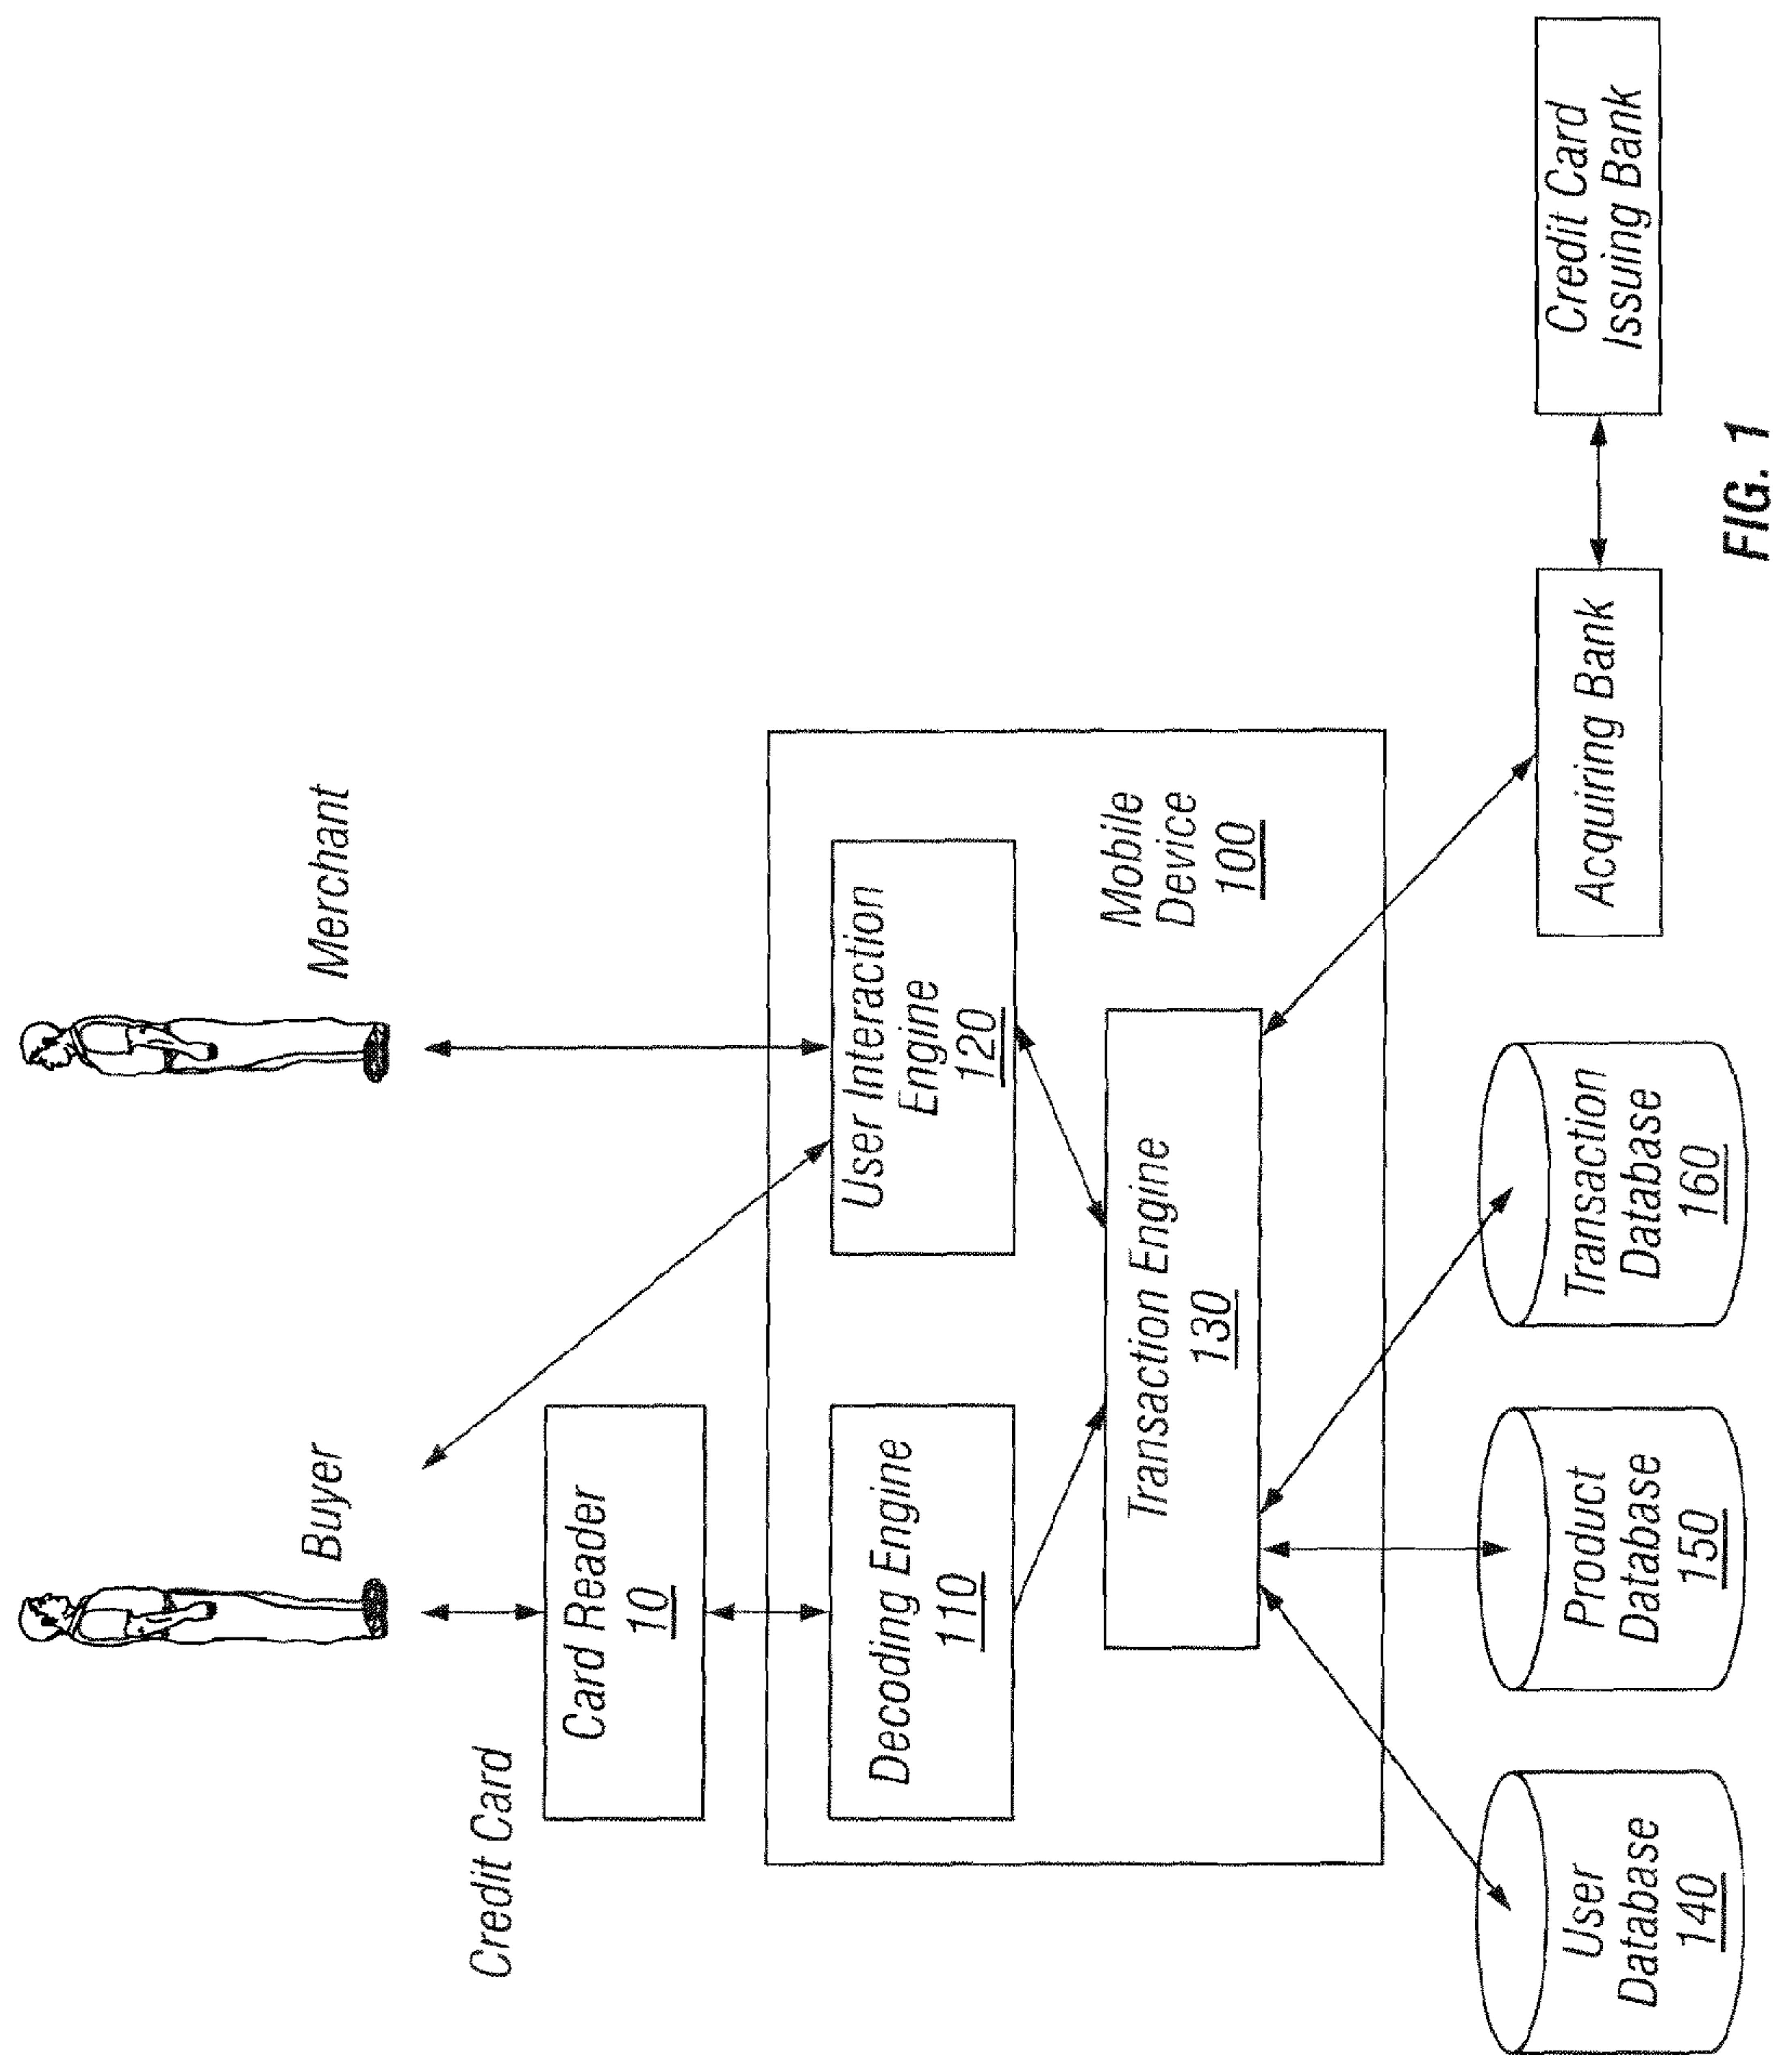 Buyer
Merchant
Credit Card
Card Reader
10
Decoding Engine
110
User Interaction
Engine
120
Mobile
Device
100
Transaction Engine
130
User
Database
140
Product
Database
150
Transaction
Database
160
Acquiring Bank
Credit Card
Issuing Bank
FIG. 1